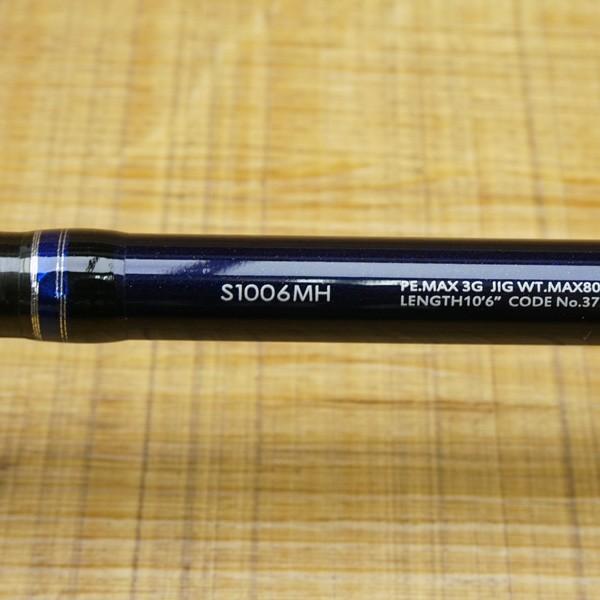 S1006MH
PE.MAX 3G JIG WT.MAX80
LENGTH10'6" CODE No.37